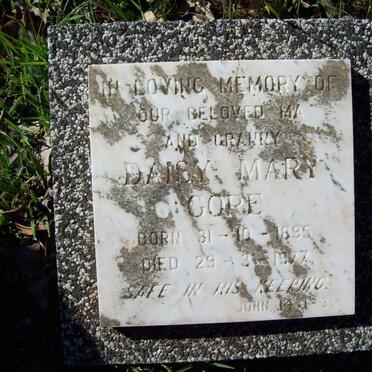 IN LOVING MEMORY OF
OUR BELOVED MA
AND GRANNY
DAISY MARY
GORE
BORN 31-10-1895
DIED 29-3-1977
SAFE IN HIS KEEPING.
JOHN